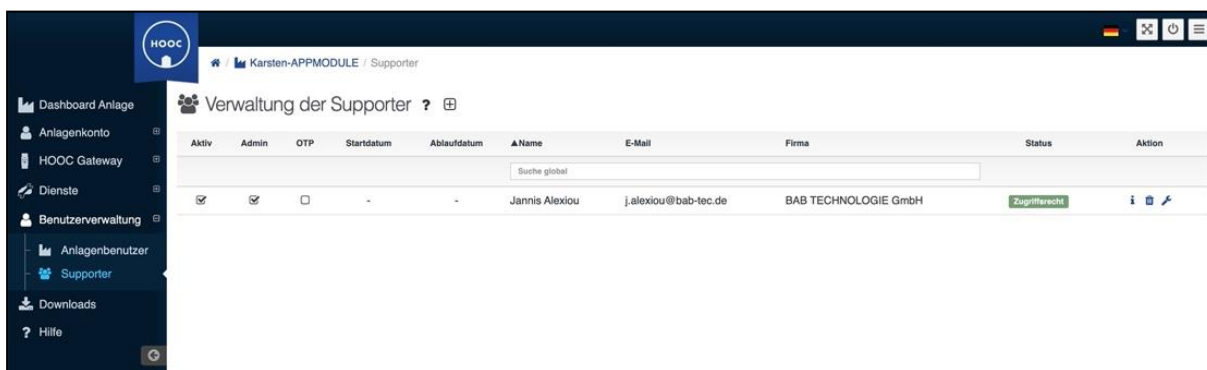 HOOC
/ Karsten-APPMODULE / Supporter
Dashboard Anlage
Anlagenkonto
HOOC Gateway
Dienste
Benutzerverwaltung
Anlagenbenutzer
Supporter
Downloads
? Hilfe
Verwaltung der Supporter ?
Aktiv Admin OTP Startdatum Ablaufdatum ▲Name E-Mail Firma Status Aktion
Suche global
- - Jannis Alexiou j.alexiou@bab-tec.de BAB TECHNOLOGIE GmbH Zugriffsrecht i